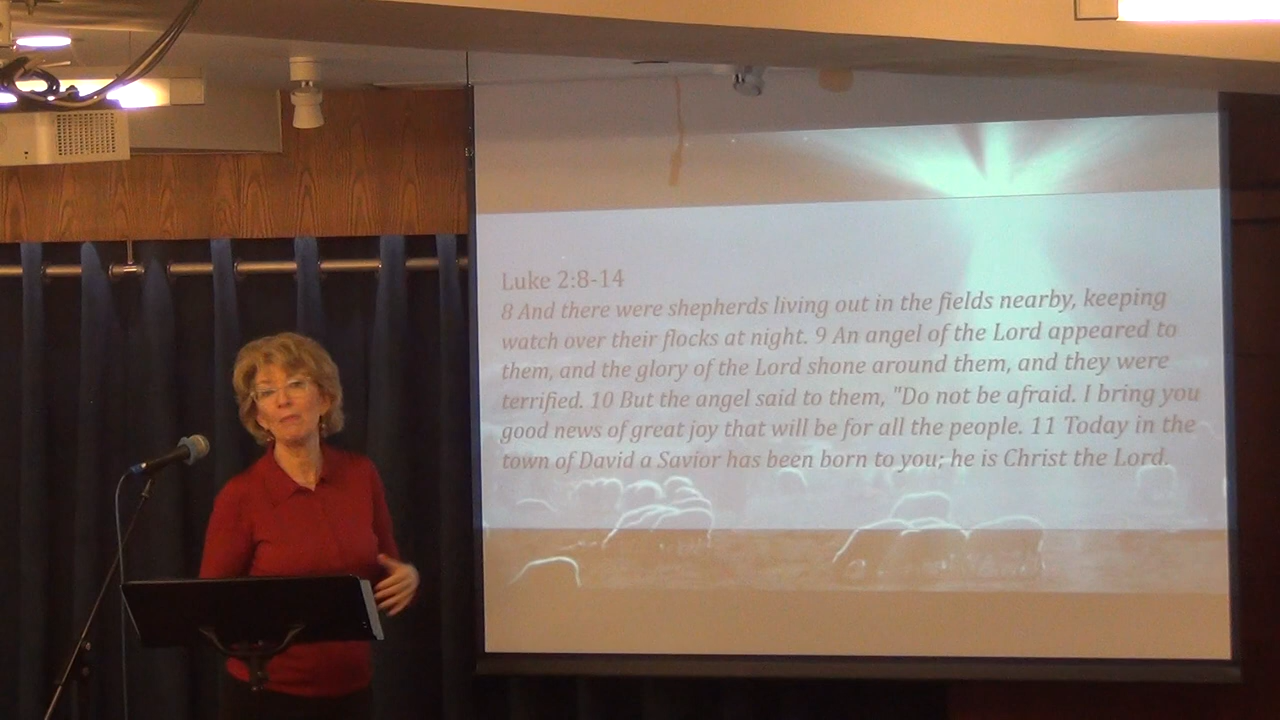 Luke 2:8-14
8 And there were shepherds living out in the fields nearby, keeping
watch over their flocks at night. 9 An angel of the Lord appeared to
them, and the glory of the Lord shone around them, and they were
terrified. 10 But the angel said to them, "Do not be afraid. I bring you
good news of great joy that will be for all the people. 11 Today in the
town of David a Savior has been born to you; he is Christ the Lord.